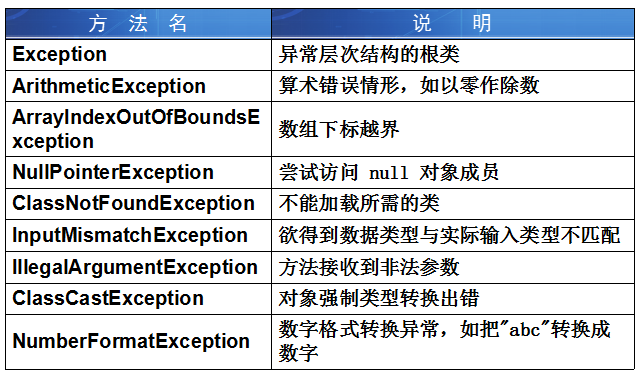 方 法 名 说 明
Exception 异常层次结构的根类
ArithmeticException 算术错误情形，如以零作除数
ArrayIndexOutOfBoundsE
xception 数组下标越界
NullPointerException 尝试访问 null 对象成员
ClassNotFoundException 不能加载所需的类
InputMismatchException 欲得到数据类型与实际输入类型不匹配
IllegalArgumentException 方法接收到非法参数
ClassCastException 对象强制类型转换出错
NumberFormatException 数字格式转换异常，如把"abc"转换成
数字